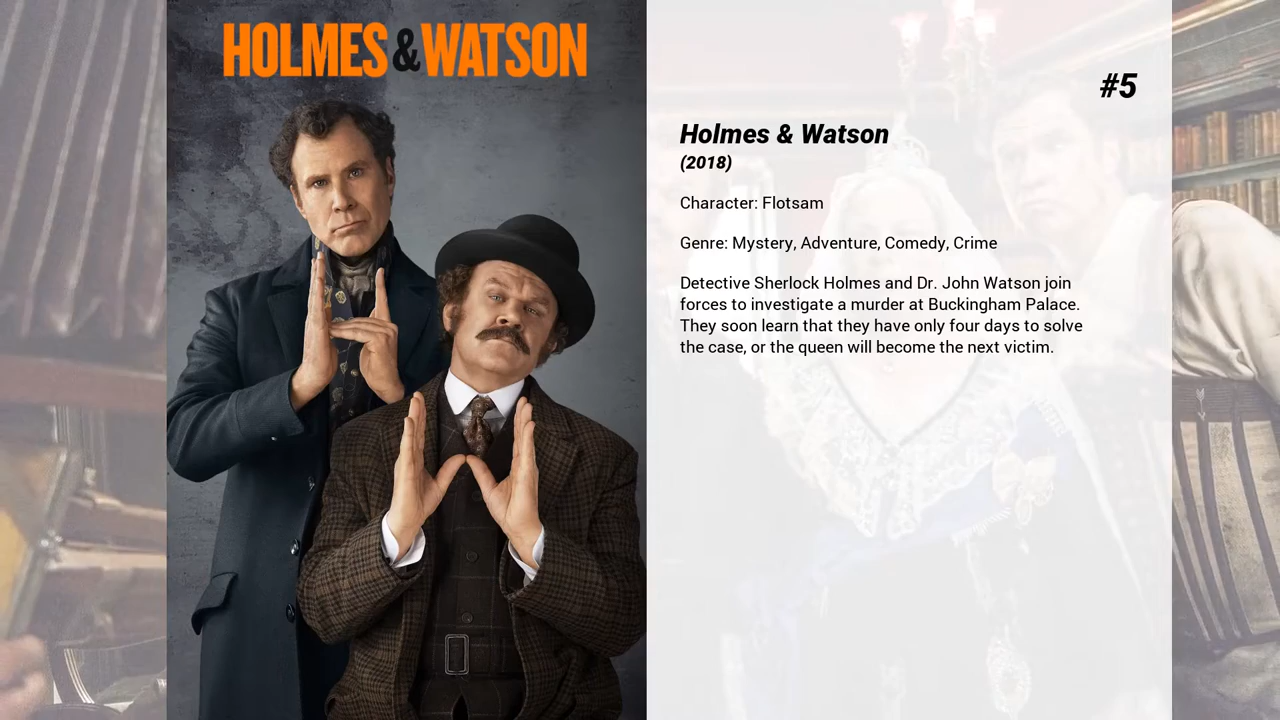 HOLMES & WATSON
#5
Holmes & Watson
(2018)
Character: Flotsam
Genre: Mystery, Adventure, Comedy, Crime
Detective Sherlock Holmes and Dr. John Watson join
forces to investigate a murder at Buckingham Palace.
They soon learn that they have only four days to solve
the case, or the queen will become the next victim.